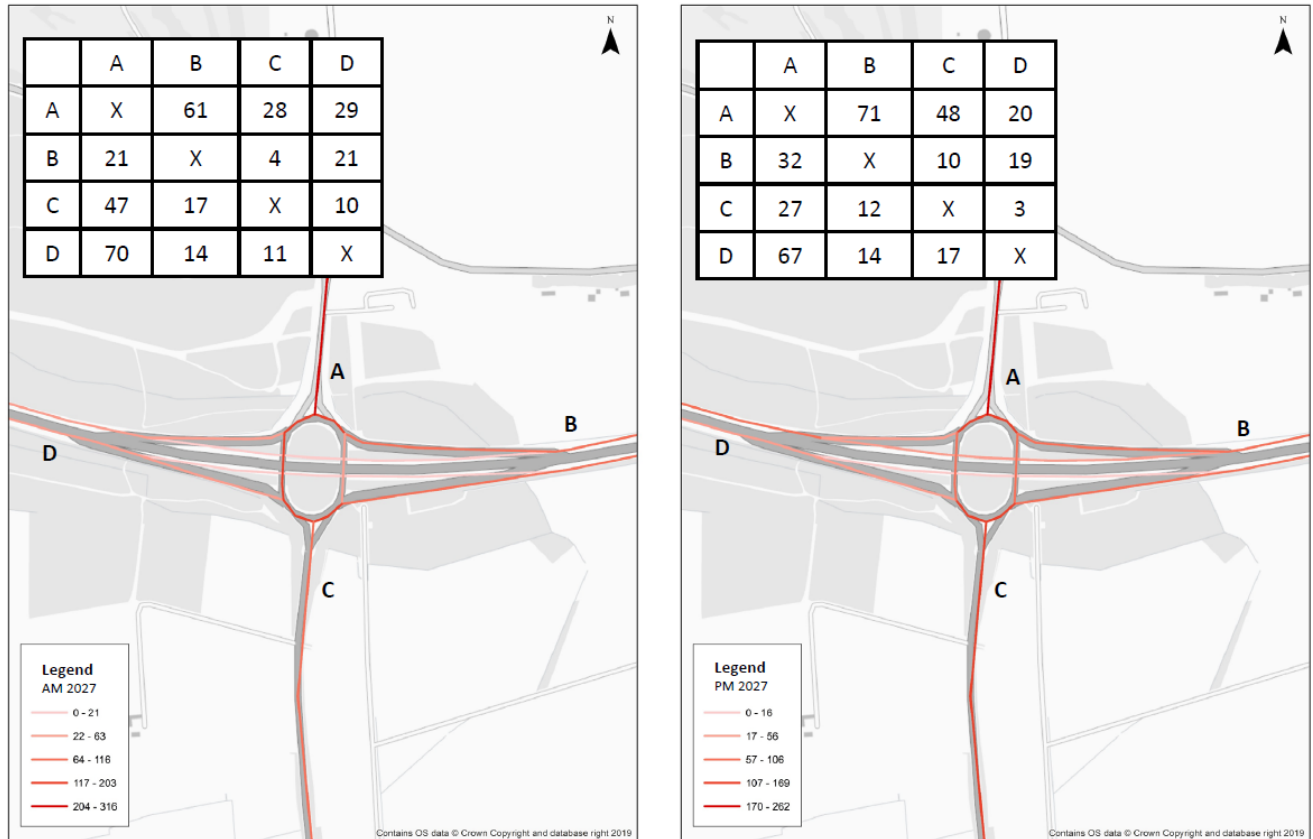 N
A B C D
A X 61 28 29
B 21 X 4 21
C 47 17 X 10
D 70 14 11 X
A
B
D
C
Legend
AM 2027
0 - 21
22 - 63
64 - 116
117 - 203
204 - 316
Contains OS data © Crown Copyright and database right 2019
N
A B C D
A X 71 48 20
B 32 X 10 19
C 27 12 X 3
D 67 14 17 X
A
B
D
C
Legend
PM 2027
0 - 16
17 - 56
57 - 106
107 - 169
170 - 262
Contains OS data © Crown Copyright and database right 2019